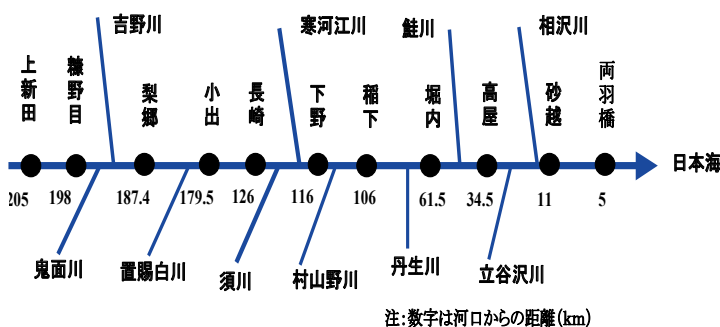 吉野川
寒河江川
鮭川
相沢川
上新田
糠野目
梨郷
小出
長崎
下野
稲下
堀内
高屋
砂越
両羽橋
日本海
205
198
187.4
179.5
126
116
106
61.5
34.5
11
5
鬼面川
置賜白川
須川
村山野川
丹生川
立谷沢川
注:数字は河口からの距離(km)